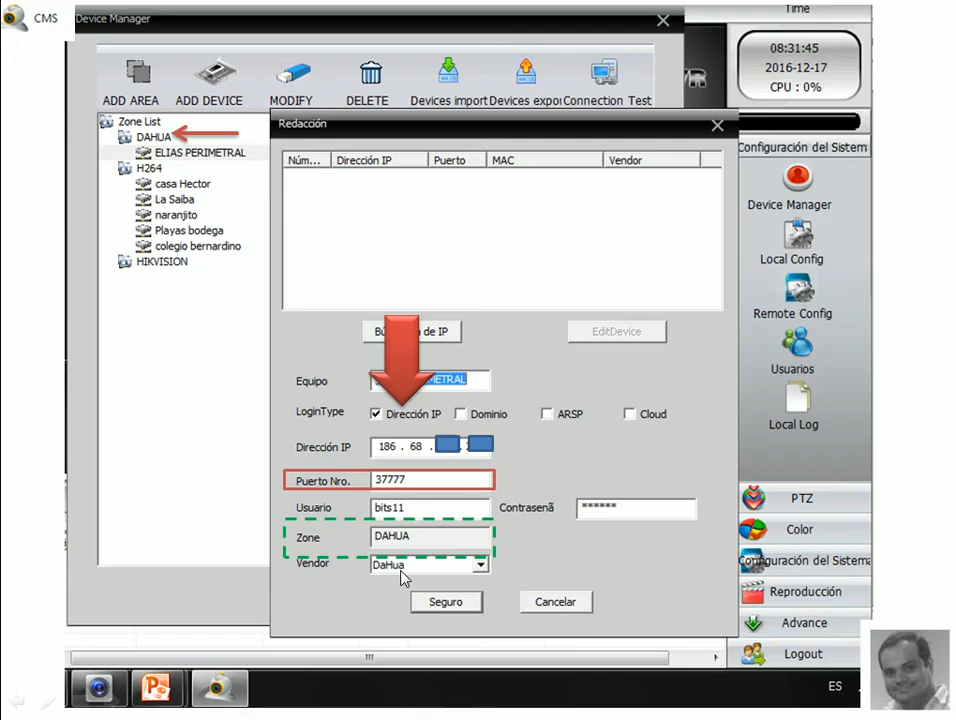 CMS
Device Manager
Time
08:31:45
2016-12-17
CPU : 0%
ADD AREA
ADD DEVICE
MODIFY
DELETE
Devices import
Devices expo
Connection Test
Zone List
DAHUA
ELIAS PERIMETRAL
H264
casa Hector
La Saiba
naranjito
Playas bodega
colegio bernardino
HIKVISION
Redacción
Núm...
Dirección IP
Puerto
MAC
Vendor
de IP
EditDevice
Equipo
METRAL
LoginType
Dirección IP
Dominio
ARSP
Cloud
Dirección IP
186 . 68 .
Puerto Nro.
37777
Usuario
bits11
Contrasenã
******
Zone
DAHUA
Vendor
DaHua
Seguro
Cancelar
Configuración del Sistem
Device Manager
Local Config
Remote Config
Usuarios
Local Log
PTZ
Color
Configuración del Sistema
Reproducción
Advance
Logout
ES